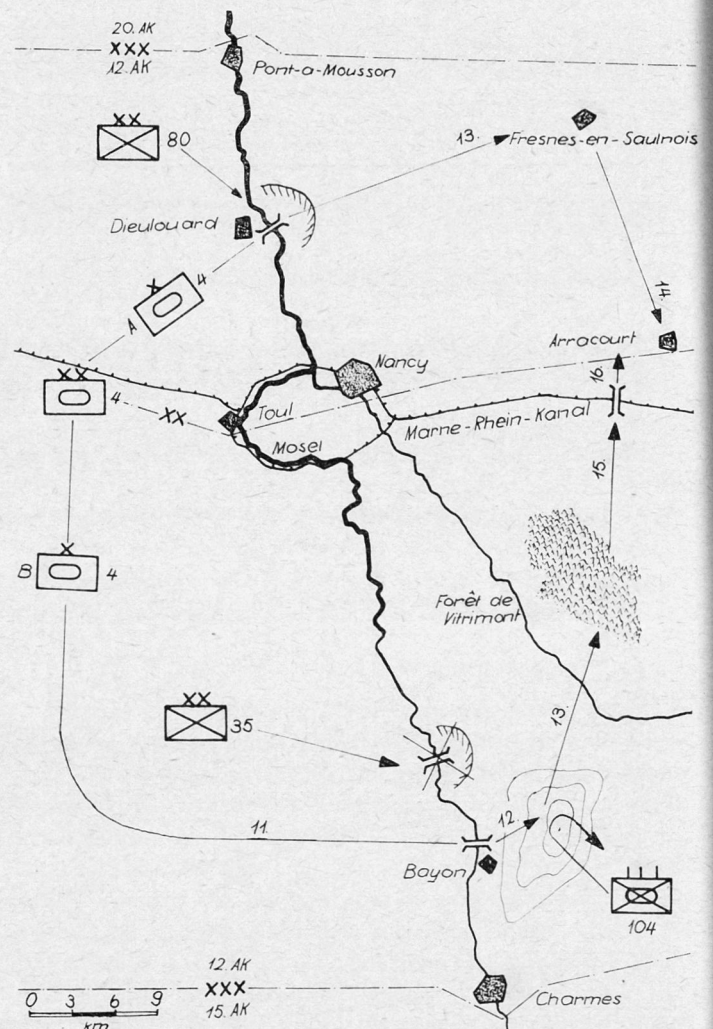 20. AK
XXX
12. AK
Pont-a-Mousson
XX
80
13.
Fresnes-en-Saulnois
Dieulouard
X
4
A
14.
Arracourt
Nancy
XX
4
XX
Toul
16.
Marne-Rhein-Kanal
Mosel
15.
X
B
4
Forêt de
Vitrimont
XX
35
13.
12.
11.
Bayon
104
12. AK
XXX
15. AK
0 3 6 9
km
Charmes